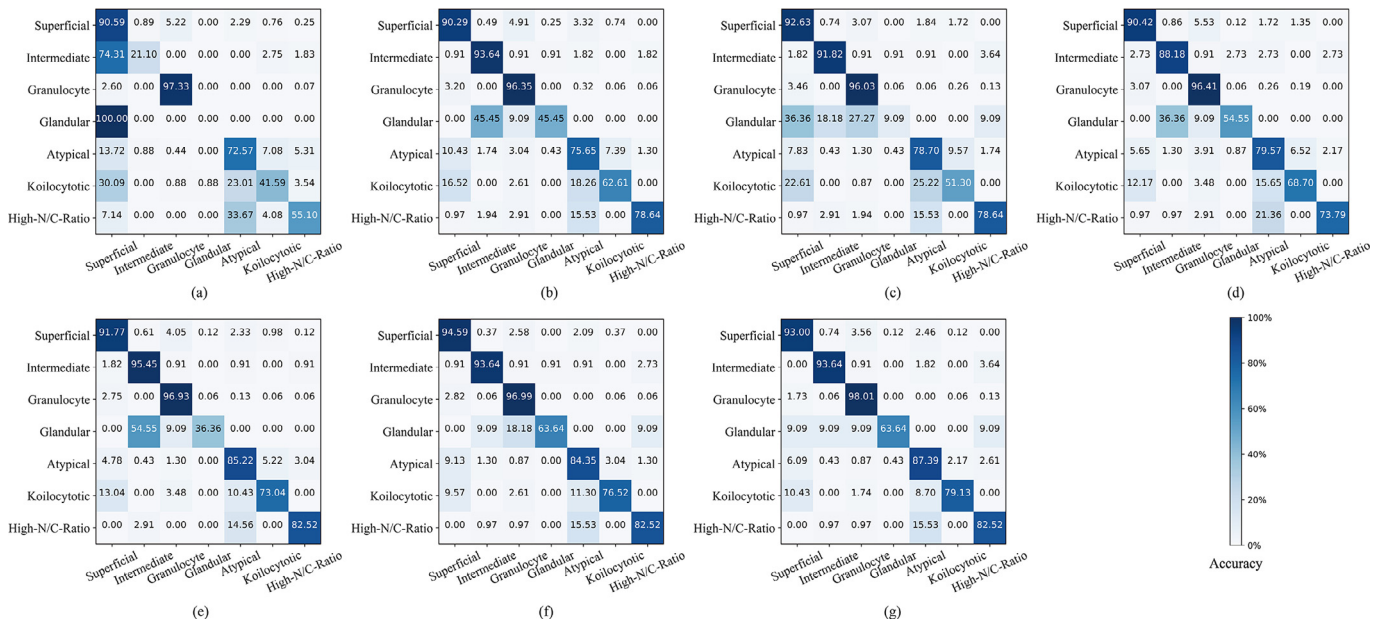 Superficial 90.59 0.89 5.22 0.00 2.29 0.76 0.25
Intermediate 74.31 21.10 0.00 0.00 0.00 2.75 1.83
Granulocyte 2.60 0.00 97.33 0.00 0.00 0.00 0.07
Glandular 100.00 0.00 0.00 0.00 0.00 0.00 0.00
Atypical 13.72 0.88 0.44 0.00 72.57 7.08 5.31
Koilocytotic 30.09 0.00 0.88 0.88 23.01 41.59 3.54
High-N/C-Ratio 7.14 0.00 0.00 0.00 33.67 4.08 55.10
Superficial Intermediate Granulocyte Glandular Atypical Koilocytotic High-N/C-Ratio
(a)
Superficial 90.29 0.49 4.91 0.25 3.32 0.74 0.00
Intermediate 0.91 93.64 0.91 0.91 1.82 0.00 1.82
Granulocyte 3.20 0.00 96.35 0.00 0.32 0.06 0.06
Glandular 0.00 45.45 9.09 45.45 0.00 0.00 0.00
Atypical 10.43 1.74 3.04 0.43 75.65 7.39 1.30
Koilocytotic 16.52 0.00 2.61 0.00 18.26 62.61 0.00
High-N/C-Ratio 0.97 1.94 2.91 0.00 15.53 0.00 78.64
Superficial Intermediate Granulocyte Glandular Atypical Koilocytotic High-N/C-Ratio
(b)
Superficial 92.63 0.74 3.07 0.00 1.84 1.72 0.00
Intermediate 1.82 91.82 0.91 0.91 0.91 0.00 3.64
Granulocyte 3.46 0.00 96.03 0.06 0.06 0.26 0.13
Glandular 36.36 18.18 27.27 9.09 0.00 0.00 9.09
Atypical 7.83 0.43 1.30 0.43 78.70 9.57 1.74
Koilocytotic 22.61 0.00 0.87 0.00 25.22 51.30 0.00
High-N/C-Ratio 0.97 2.91 1.94 0.00 15.53 0.00 78.64
Superficial Intermediate Granulocyte Glandular Atypical Koilocytotic High-N/C-Ratio
(c)
Superficial 90.42 0.86 5.53 0.12 1.72 1.35 0.00
Intermediate 2.73 88.18 0.91 2.73 2.73 0.00 2.73
Granulocyte 3.07 0.00 96.41 0.06 0.26 0.19 0.00
Glandular 0.00 36.36 9.09 54.55 0.00 0.00 0.00
Atypical 5.65 1.30 3.91 0.87 79.57 6.52 2.17
Koilocytotic 12.17 0.00 3.48 0.00 15.65 68.70 0.00
High-N/C-Ratio 0.97 0.97 2.91 0.00 21.36 0.00 73.79
Superficial Intermediate Granulocyte Glandular Atypical Koilocytotic High-N/C-Ratio
(d)
Superficial 91.77 0.61 4.05 0.12 2.33 0.98 0.12
Intermediate 1.82 95.45 0.91 0.00 0.91 0.00 0.91
Granulocyte 2.75 0.00 96.93 0.06 0.13 0.06 0.06
Glandular 0.00 54.55 9.09 36.36 0.00 0.00 0.00
Atypical 4.78 0.43 1.30 0.00 85.22 5.22 3.04
Koilocytotic 13.04 0.00 3.48 0.00 10.43 73.04 0.00
High-N/C-Ratio 0.00 2.91 0.00 0.00 14.56 0.00 82.52
Superficial Intermediate Granulocyte Glandular Atypical Koilocytotic High-N/C-Ratio
(e)
Superficial 94.59 0.37 2.58 0.00 2.09 0.37 0.00
Intermediate 0.91 93.64 0.91 0.91 0.91 0.00 2.73
Granulocyte 2.82 0.06 96.99 0.00 0.06 0.00 0.06
Glandular 0.00 9.09 18.18 63.64 0.00 0.00 9.09
Atypical 9.13 1.30 0.87 0.00 84.35 3.04 1.30
Koilocytotic 9.57 0.00 2.61 0.00 11.30 76.52 0.00
High-N/C-Ratio 0.00 0.97 0.97 0.00 15.53 0.00 82.52
Superficial Intermediate Granulocyte Glandular Atypical Koilocytotic High-N/C-Ratio
(f)
Superficial 93.00 0.74 3.56 0.12 2.46 0.12 0.00
Intermediate 0.00 93.64 0.91 0.00 1.82 0.00 3.64
Granulocyte 1.73 0.06 98.01 0.00 0.00 0.06 0.13
Glandular 9.09 9.09 9.09 63.64 0.00 0.00 9.09
Atypical 6.09 0.43 0.87 0.43 87.39 2.17 2.61
Koilocytotic 10.43 0.00 1.74 0.00 8.70 79.13 0.00
High-N/C-Ratio 0.00 0.97 0.97 0.00 15.53 0.00 82.52
Superficial Intermediate Granulocyte Glandular Atypical Koilocytotic High-N/C-Ratio
(g)
100%
80%
60%
40%
20%
0%
Accuracy